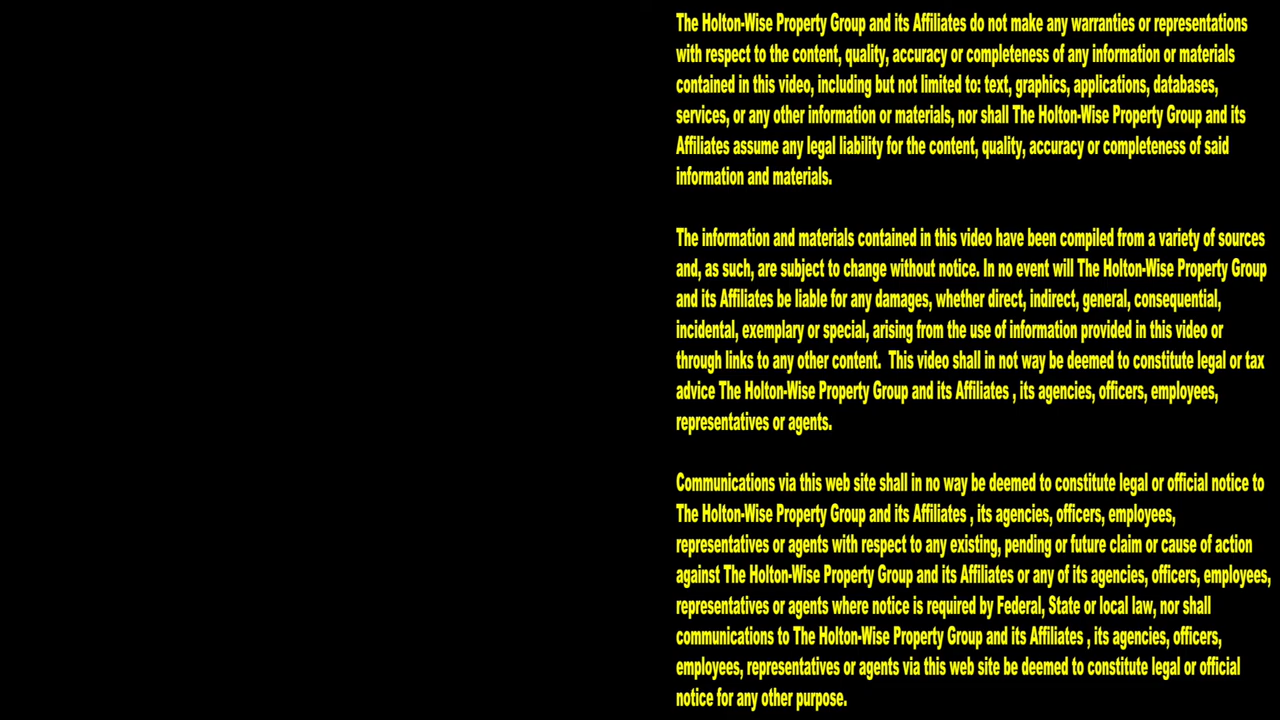 The Holton-Wise Property Group and its Affiliates do not make any warranties or representations
with respect to the content, quality, accuracy or completeness of any information or materials
contained in this video, including but not limited to: text, graphics, applications, databases,
services, or any other information or materials, nor shall The Holton-Wise Property Group and its
Affiliates assume any legal liability for the content, quality, accuracy or completeness of said
information and materials.
The information and materials contained in this video have been compiled from a variety of sources
and, as such, are subject to change without notice. In no event will The Holton-Wise Property Group
and its Affiliates be liable for any damages, whether direct, indirect, general, consequential,
incidental, exemplary or special, arising from the use of information provided in this video or
through links to any other content.  This video shall in not way be deemed to constitute legal or tax
advice The Holton-Wise Property Group and its Affiliates , its agencies, officers, employees,
representatives or agents.
Communications via this web site shall in no way be deemed to constitute legal or official notice to
The Holton-Wise Property Group and its Affiliates , its agencies, officers, employees,
representatives or agents with respect to any existing, pending or future claim or cause of action
against The Holton-Wise Property Group and its Affiliates or any of its agencies, officers, employees,
representatives or agents where notice is required by Federal, State or local law, nor shall
communications to The Holton-Wise Property Group and its Affiliates , its agencies, officers,
employees, representatives or agents via this web site be deemed to constitute legal or official
notice for any other purpose.